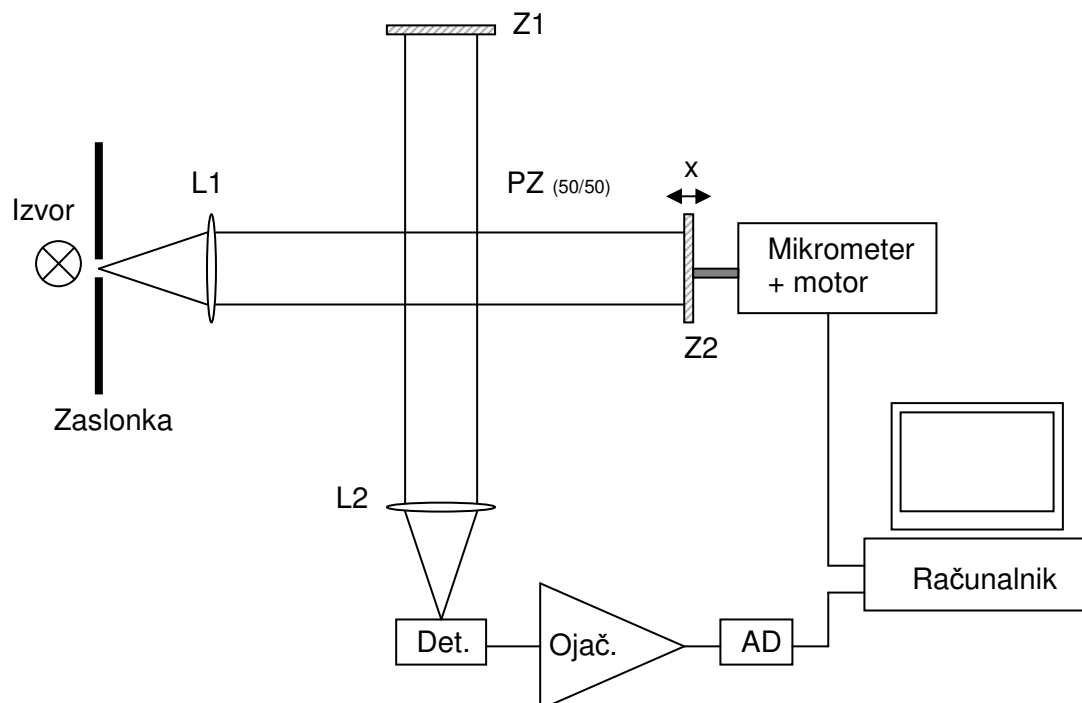 Z1
L1
PZ (50/50)
x
Izvor
Mikrometer
+ motor
Z2
Zaslonka
L2
Računalnik
Det.
Ojač.
AD